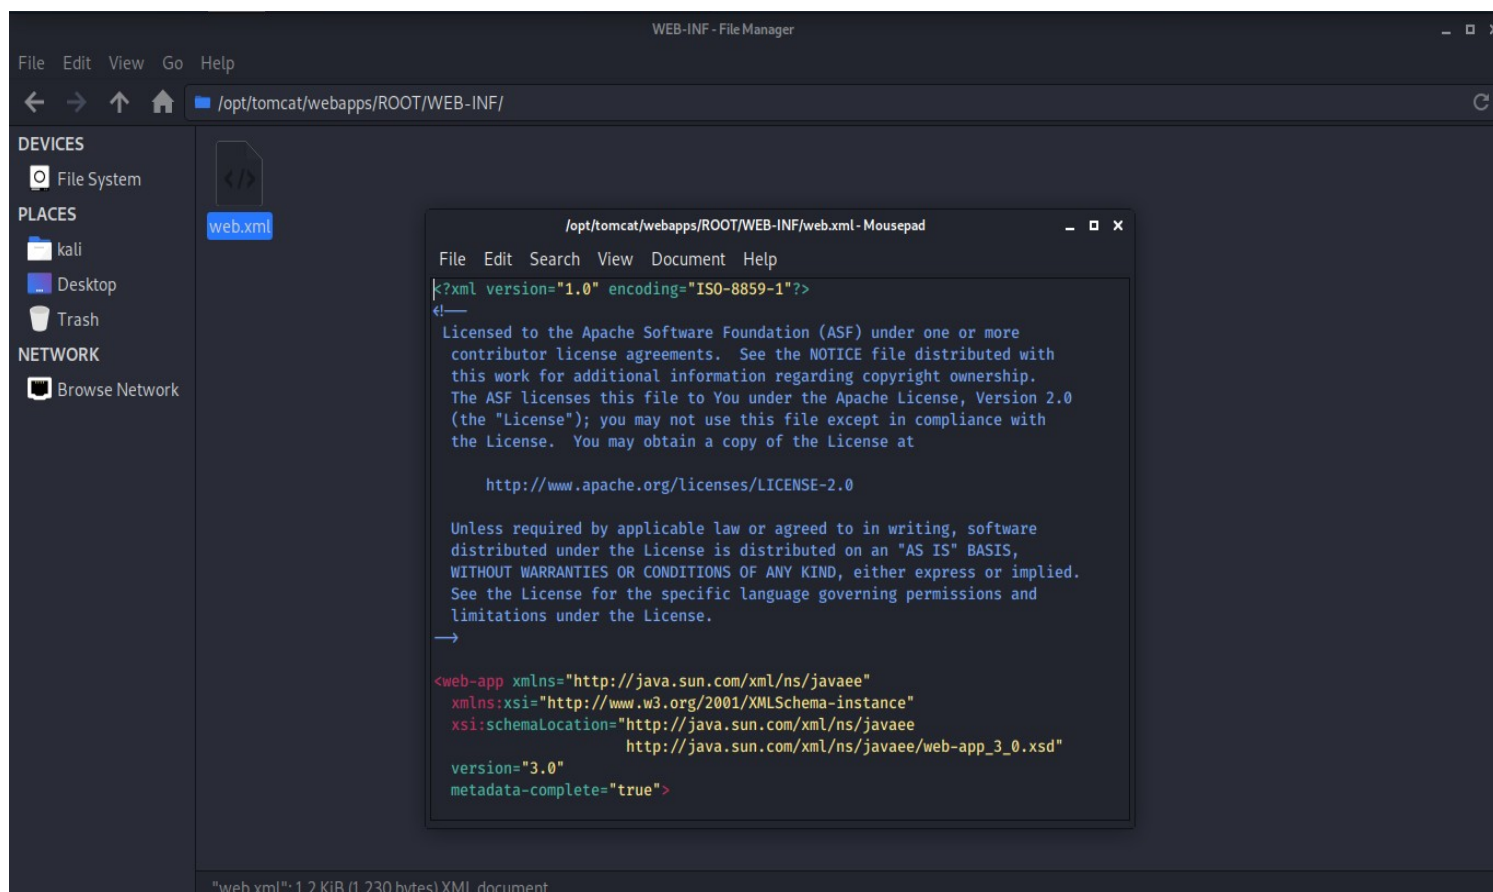 WEB-INF - File Manager
File Edit View Go Help
/opt/tomcat/webapps/ROOT/WEB-INF/
DEVICES
File System
PLACES
kali
Desktop
Trash
NETWORK
Browse Network
web.xml
/opt/tomcat/webapps/ROOT/WEB-INF/web.xml - Mousepad
File Edit Search View Document Help
<?xml version="1.0" encoding="ISO-8859-1"?>
<!--
Licensed to the Apache Software Foundation (ASF) under one or more
contributor license agreements.  See the NOTICE file distributed with
this work for additional information regarding copyright ownership.
The ASF licenses this file to You under the Apache License, Version 2.0
(the "License"); you may not use this file except in compliance with
the License.  You may obtain a copy of the License at
http://www.apache.org/licenses/LICENSE-2.0
Unless required by applicable law or agreed to in writing, software
distributed under the License is distributed on an "AS IS" BASIS,
WITHOUT WARRANTIES OR CONDITIONS OF ANY KIND, either express or implied.
See the License for the specific language governing permissions and
limitations under the License.
-->
<web-app xmlns="http://java.sun.com/xml/ns/javaee"
xmlns:xsi="http://www.w3.org/2001/XMLSchema-instance"
xsi:schemaLocation="http://java.sun.com/xml/ns/javaee
http://java.sun.com/xml/ns/javaee/web-app_3_0.xsd"
version="3.0"
metadata-complete="true">
"web.xml": 1.2 KiB (1,230 bytes) XML document